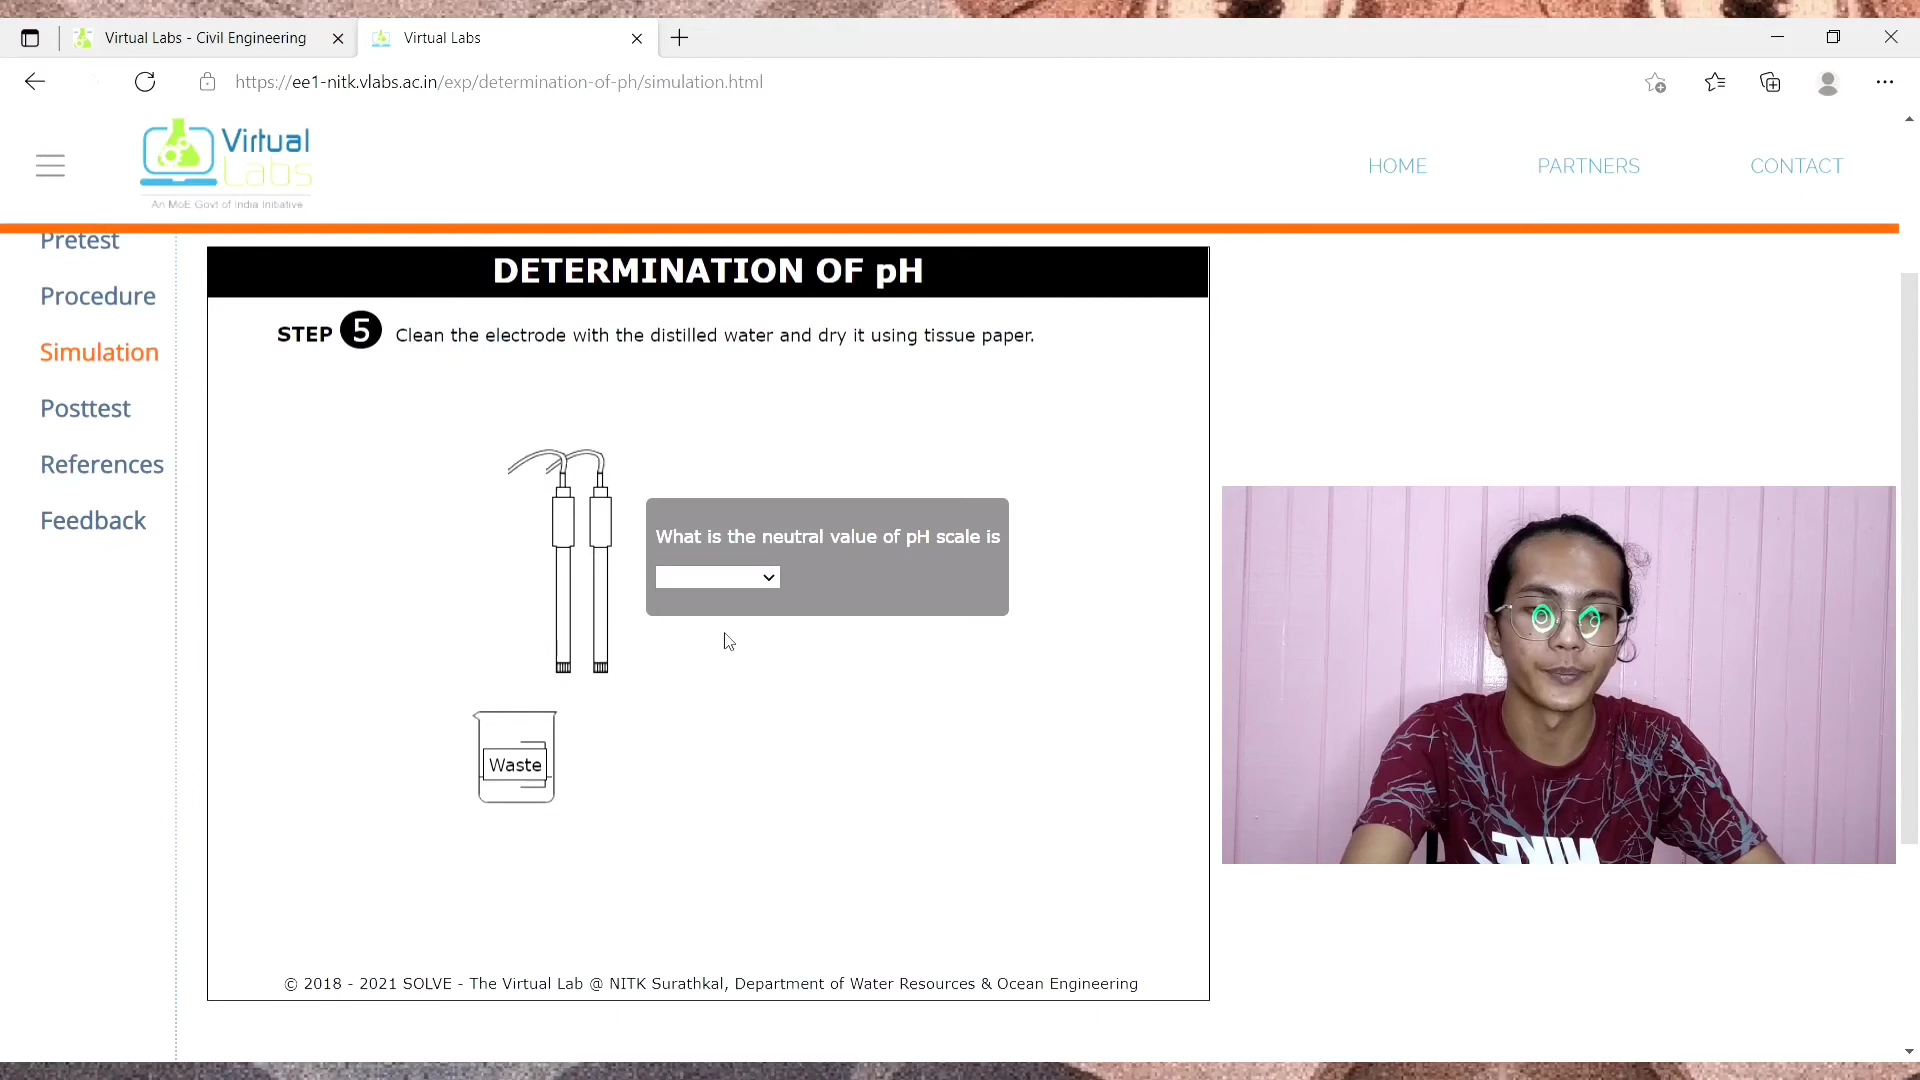 Virtual Labs - Civil Engineering
Virtual Labs
https://ee1-nitk.vlabs.ac.in/exp/determination-of-ph/simulation.html
Virtual
Labs
An MoE Govt of India Initiative
HOME
PARTNERS
CONTACT
Pretest
Procedure
Simulation
Posttest
References
Feedback
DETERMINATION OF pH
STEP 5 Clean the electrode with the distilled water and dry it using tissue paper.
What is the neutral value of pH scale is
Waste
© 2018 - 2021 SOLVE - The Virtual Lab @ NITK Surathkal, Department of Water Resources & Ocean Engineering
NIKE